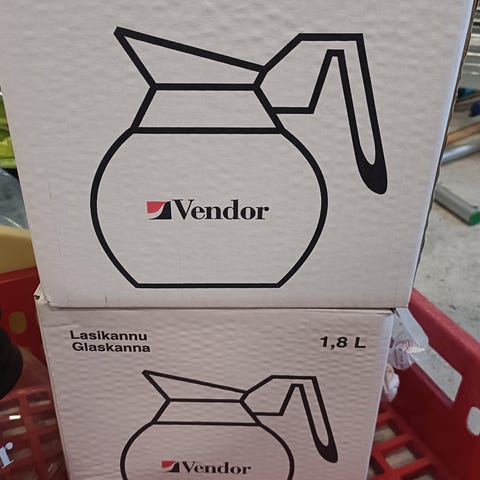 Vendor
Lasikannu
Glaskanna
1,8 L
Vendor